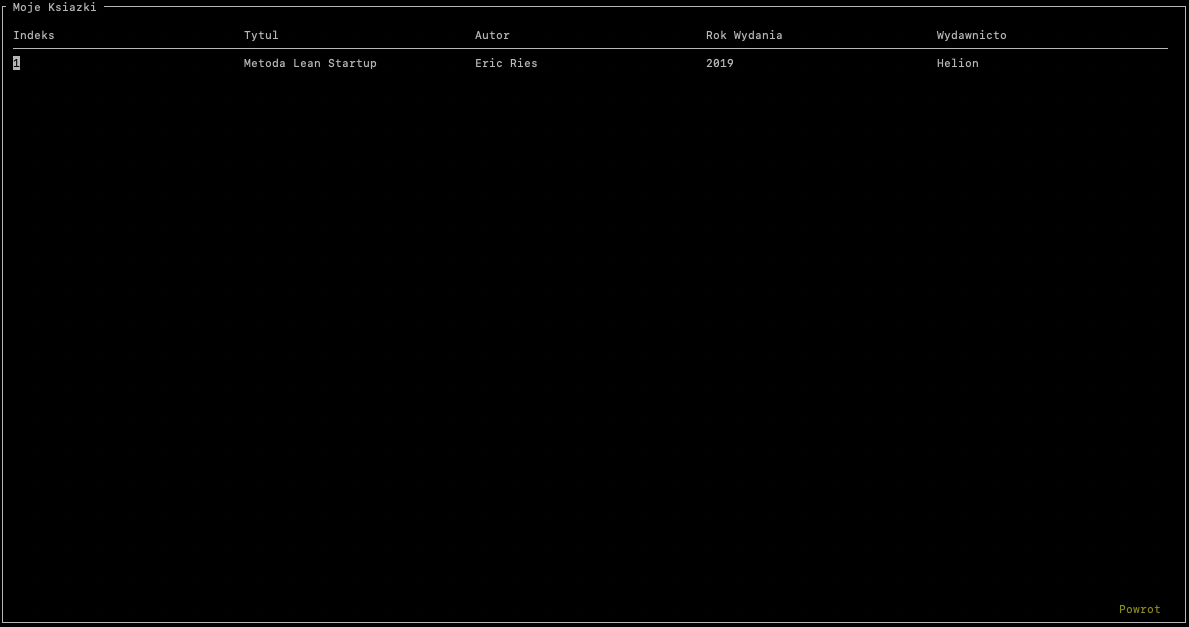 Moje Ksiazki
Indeks Tytul Autor Rok Wydania Wydawnicto
1 Metoda Lean Startup Eric Ries 2019 Helion
Powrot